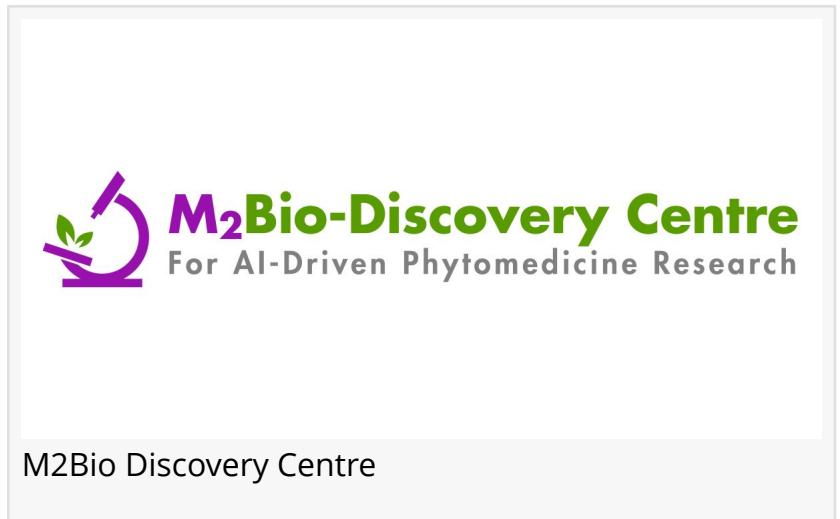 M₂Bio-Discovery Centre
For AI-Driven Phytomedicine Research
M2Bio Discovery Centre